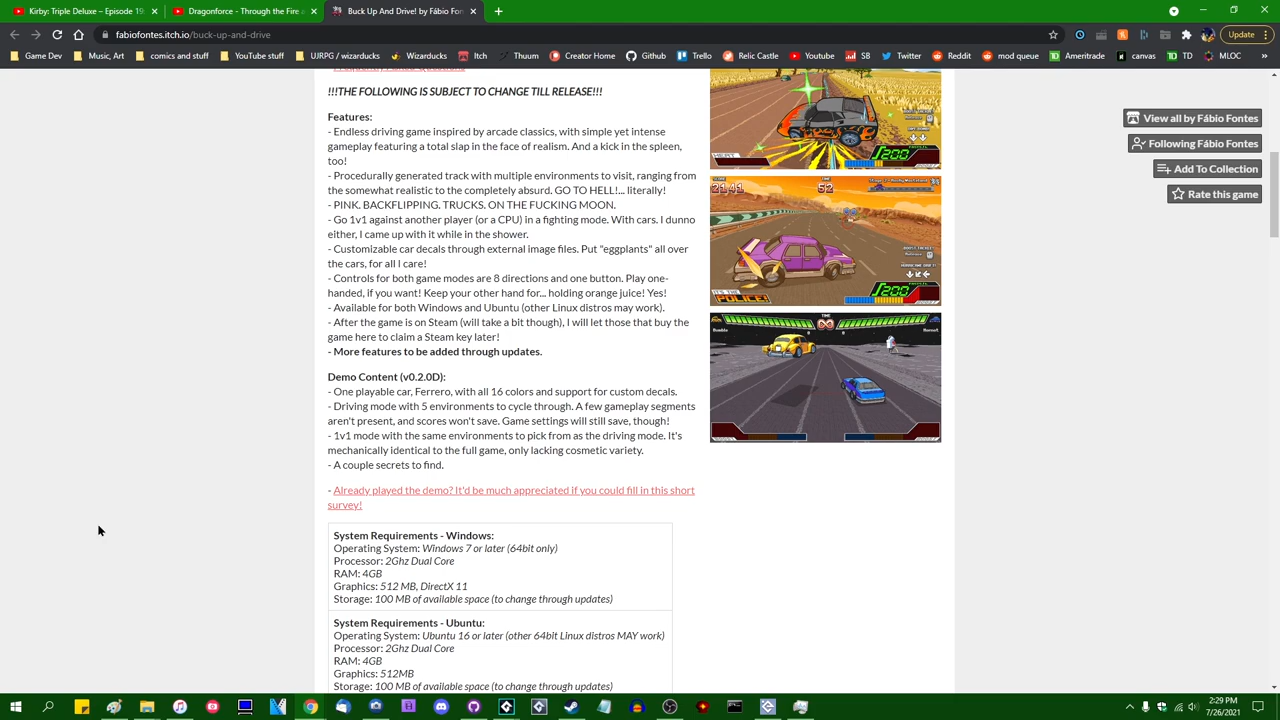 Kirby: Triple Deluxe - Episode 19
Dragonforce - Through the Fire a
Buck Up And Drive! (Demo) by Fon
fabiofontes.itch.io/buck-up-and-drive
Update
Game Dev
Music, Art
comics and stuff
YouTube stuff
UJRPG / wizarducks
Wizarducks
Itch
Thuum
Creator Home
Github
Trello
Relic Castle
Youtube
SB
Twitter
Reddit
mod queue
Ameritrade
canvas
TD
Google
View all by Fábio Fontes
Following Fábio Fontes
Add To Collection
Rate this game
!!!THE FOLLOWING IS SUBJECT TO CHANGE TILL RELEASE!!!
Features:
- Endless driving game inspired by arcade classics, with simple yet intense
gameplay featuring a total slap in the face of realism. And a kick in the spleen,
too!
- Procedurally generated track with multiple environments to visit, ranging from
the somewhat realistic to the completely absurd. GO TO HELL!... literally!
- PINK. BACKFLIPPING. TRUCKS. ON THE FUCKING MOON.
- Go 1v1 against another player (or a CPU) in a fighting mode. With cars. I dunno
either, I came up with it while in the shower.
- Customizable car decals through external image files. Put "eggplants" all over
the cars, for all I care!
- Controls for both game modes are 8 directions and one button. Play one-
handed, if you want! Keep your other hand for... holding orange juice! Yes!
- Available for both Windows and Ubuntu (other Linux distros may work).
- After the game is on Steam (will take a bit though), I will let those that buy the
game here to claim a Steam key later!
- More features to be added through updates.
Demo Content (v0.2.0D):
- One playable car, Ferrero, with all 16 colors and support for custom decals.
- Driving mode with 5 environments to cycle through. A few gameplay segments
aren't present, and scores won't save. Game settings will still save, though!
- 1v1 mode with the same environments to pick from as the driving mode. It's
mechanically identical to the full game, only lacking cosmetic variety.
- A couple secrets to find.
- Already played the demo? It'd be much appreciated if you could fill in this short
survey!
System Requirements - Windows:
Operating System: Windows 7 or later (64bit only)
Processor: 2Ghz Dual Core
RAM: 4GB
Graphics: 512 MB, DirectX 11
Storage: 100 MB of available space (to change through updates)
System Requirements - Ubuntu:
Operating System: Ubuntu 16 or later (other 64bit Linux distros MAY work)
Processor: 2Ghz Dual Core
RAM: 4GB
Graphics: 512MB
Storage: 100 MB of available space (to change through updates)
HEAT
200
2141
TIME
52
IT'S THE
POLICE!
200
TIME
Bumble
Hornet
2:29 PM
7/26/2021